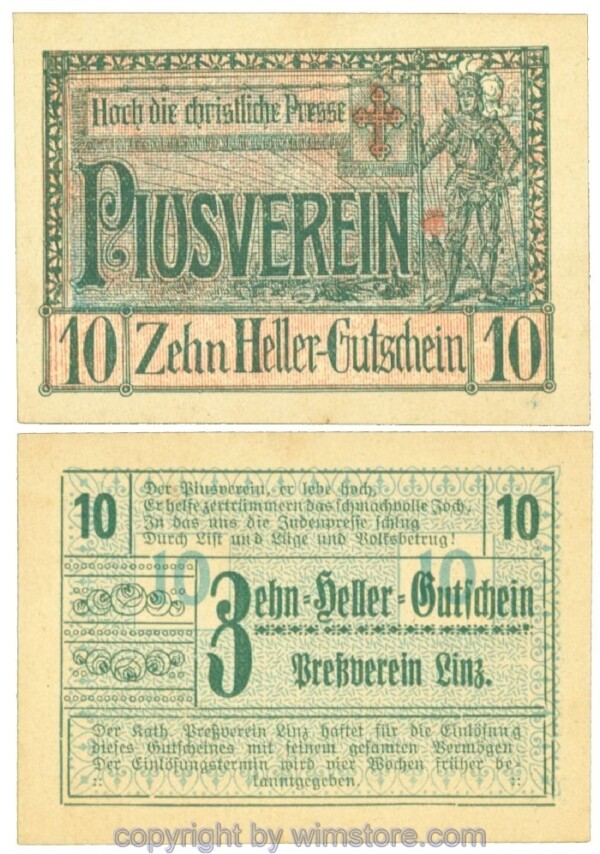 Hoch die christliche Presse
PIUSVEREIN
10 Zehn Heller-Gutschein 10
10
Der Piusverein, er lebe hoch,
Er helfe zertrümmern das schmachvolle Joch,
In das uns die Judenpresse schlug
Durch List und Lüge und Volksbetrug!
10
10 10
Zehn-Heller-Gutschein
Preßverein Linz.
Der Kath. Preßverein Linz haftet für die Einlösung
dieses Gutscheines mit seinem gesamten Vermögen
Der Einlösungstermin wird vier Wochen früher be-
:: kanntgegeben. ::
copyright by wimstore.com